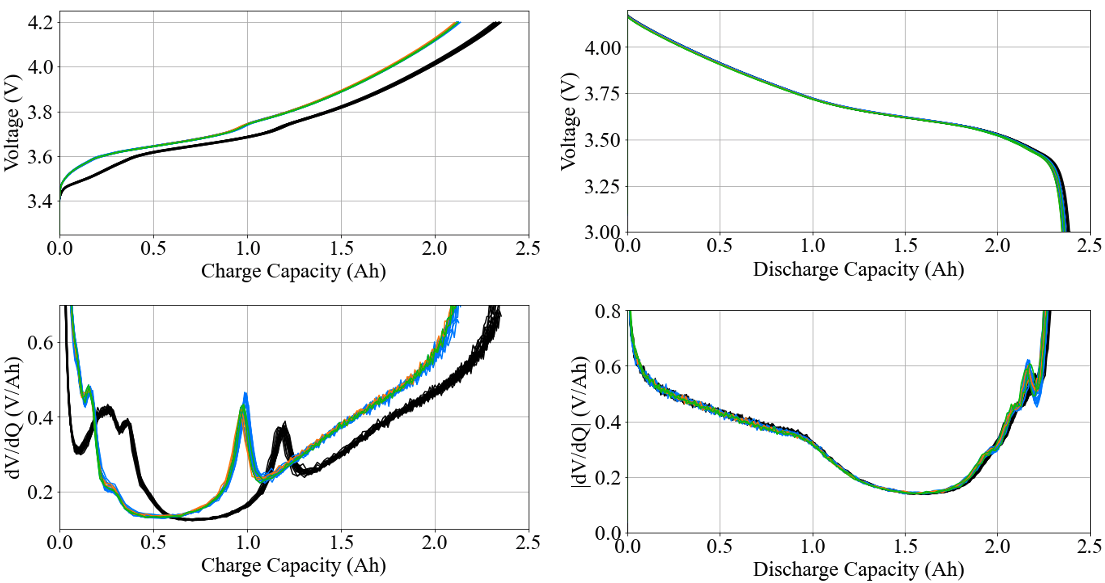 4.2
4.0
3.8
3.6
3.4
Voltage (V)
0.0 0.5 1.0 1.5 2.0 2.5
Charge Capacity (Ah)
4.00
3.75
3.50
3.25
3.00
Voltage (V)
0.0 0.5 1.0 1.5 2.0 2.5
Discharge Capacity (Ah)
0.6
0.4
0.2
dV/dQ (V/Ah)
0.0 0.5 1.0 1.5 2.0 2.5
Charge Capacity (Ah)
0.8
0.6
0.4
0.2
0.0
|dV/dQ| (V/Ah)
0.0 0.5 1.0 1.5 2.0 2.5
Discharge Capacity (Ah)